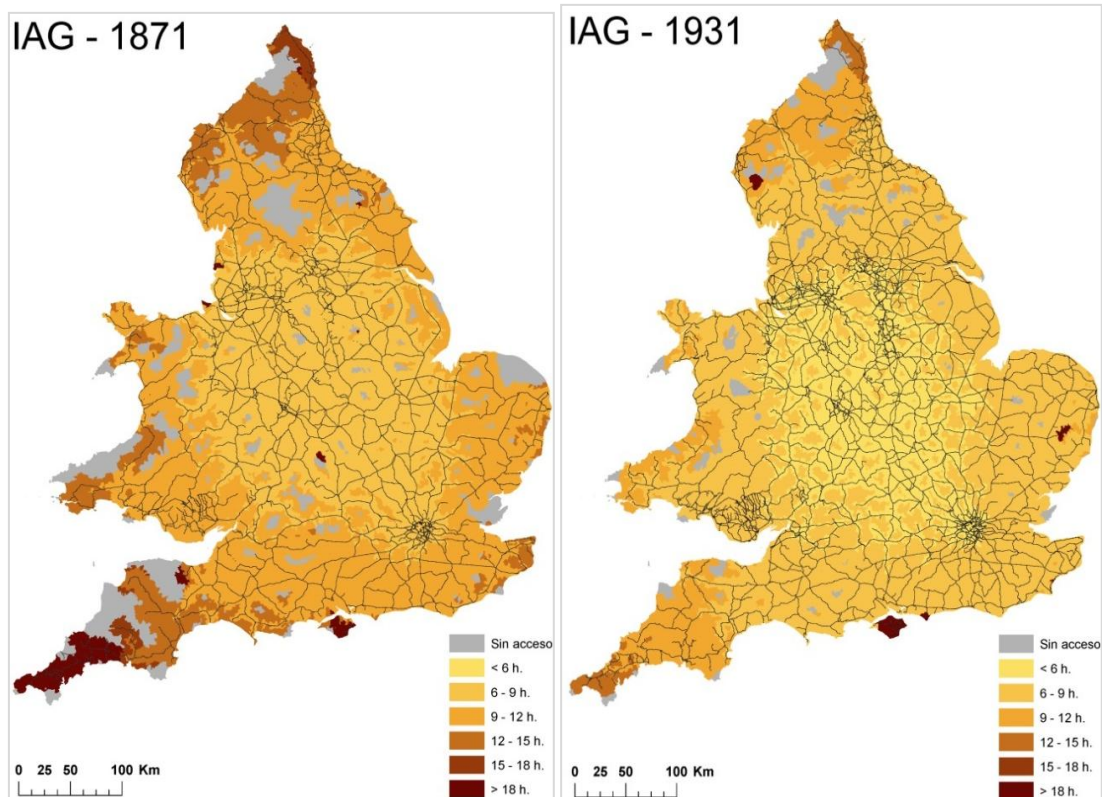 IAG - 1871
Sin acceso
< 6 h.
6 - 9 h.
9 - 12 h.
12 - 15 h.
15 - 18 h.
> 18 h.
0 25 50 100 Km
IAG - 1931
Sin acceso
< 6 h.
6 - 9 h.
9 - 12 h.
12 - 15 h.
15 - 18 h.
> 18 h.
0 25 50 100 Km